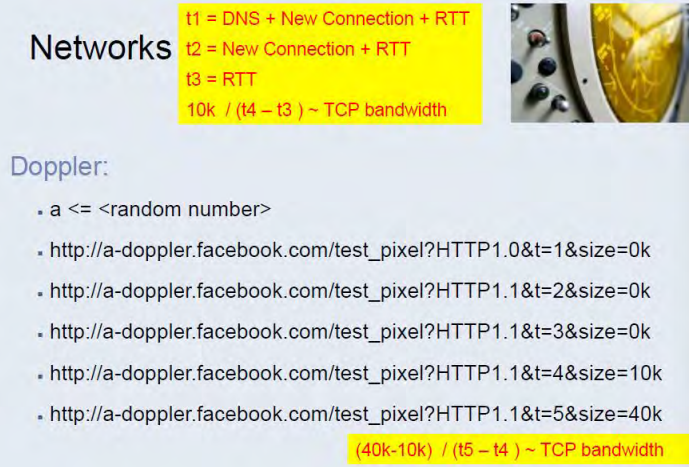 Networks
t1 = DNS + New Connection + RTT
t2 = New Connection + RTT
t3 = RTT
10k / (t4 – t3 ) ~ TCP bandwidth
Doppler:
▪ a <= <random number>
▪ http://a-doppler.facebook.com/test_pixel?HTTP1.0&t=1&size=0k
▪ http://a-doppler.facebook.com/test_pixel?HTTP1.1&t=2&size=0k
▪ http://a-doppler.facebook.com/test_pixel?HTTP1.1&t=3&size=0k
▪ http://a-doppler.facebook.com/test_pixel?HTTP1.1&t=4&size=10k
▪ http://a-doppler.facebook.com/test_pixel?HTTP1.1&t=5&size=40k
(40k-10k) / (t5 – t4 ) ~ TCP bandwidth